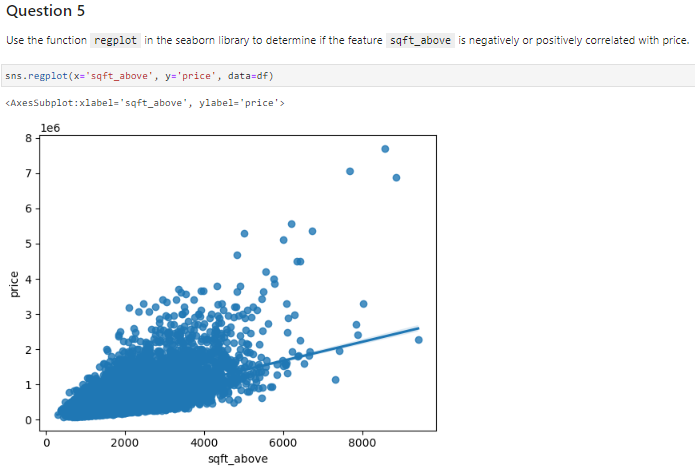 Question 5
Use the function regplot in the seaborn library to determine if the feature sqft_above is negatively or positively correlated with price.
sns.regplot(x='sqft_above', y='price', data=df)
<AxesSubplot:xlabel='sqft_above', ylabel='price'>
1e6
8
7
6
5
4
3
2
1
0
price
0 2000 4000 6000 8000
sqft_above